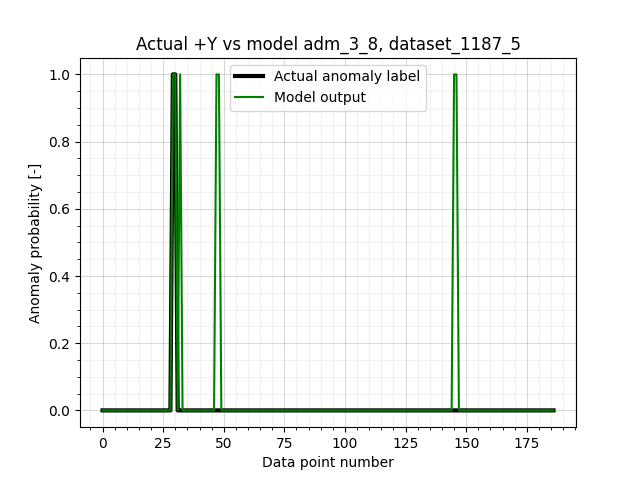 Actual +Y vs model adm_3_8, dataset_1187_5
Actual anomaly label
Model output
1.0
0.8
0.6
0.4
0.2
0.0
Anomaly probability [-]
0 25 50 75 100 125 150 175
Data point number